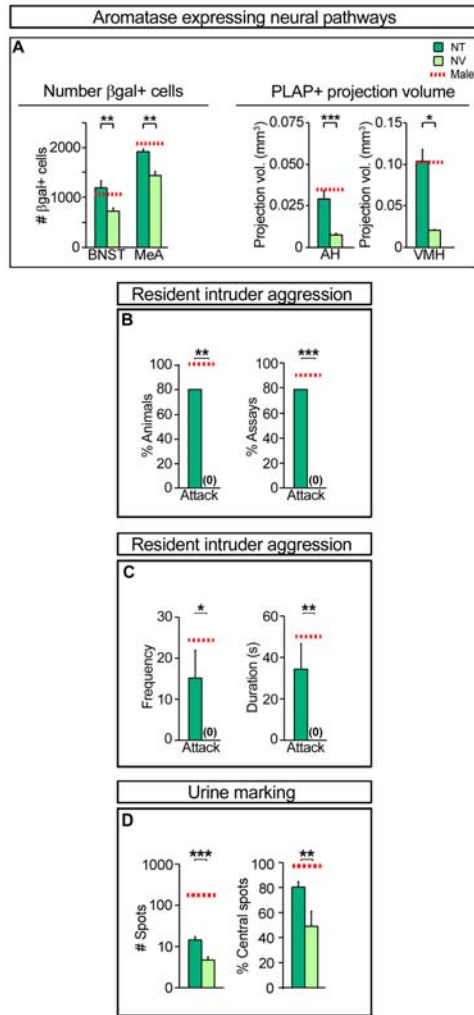 Aromatase expressing neural pathways
A
NT
NV
Male
Number βgal+ cells
PLAP+ projection volume
**
**
***
*
# βgal+ cells
2000
1000
0
BNST
MeA
Projection vol. (mm³)
0.075
0.050
0.025
0
AH
Projection vol. (mm³)
0.15
0.10
0.05
0
VMH
Resident intruder aggression
B
**
***
% Animals
100
80
60
40
20
0
(0)
Attack
% Assays
100
80
60
40
20
0
(0)
Attack
Resident intruder aggression
C
*
**
Frequency
30
15
0
(0)
Attack
Duration (s)
60
40
20
0
(0)
Attack
Urine marking
D
***
**
# Spots
1000
100
10
0
% Central spots
100
80
60
40
20
0